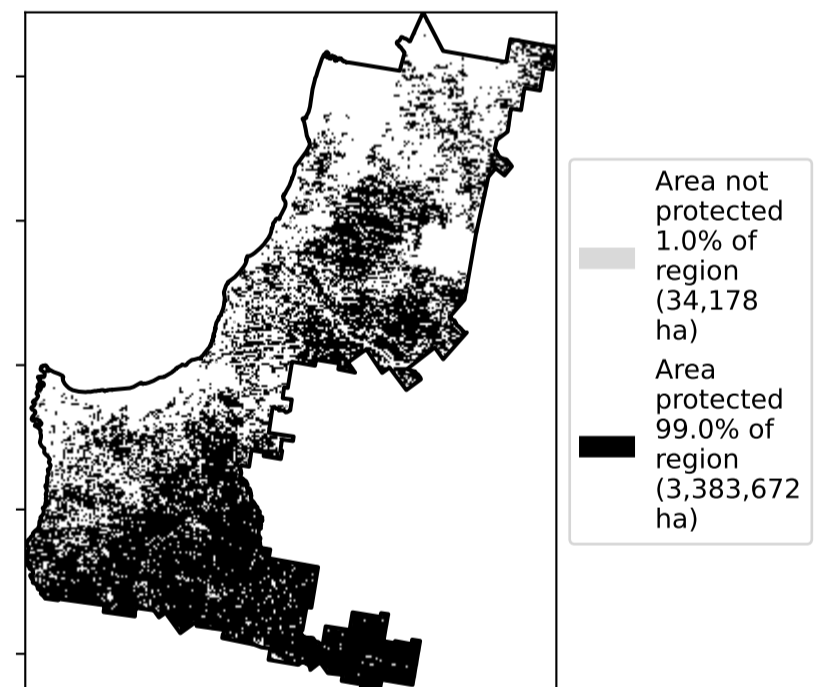 Area not
protected
1.0% of
region
(34,178
ha)
Area
protected
99.0% of
region
(3,383,672
ha)